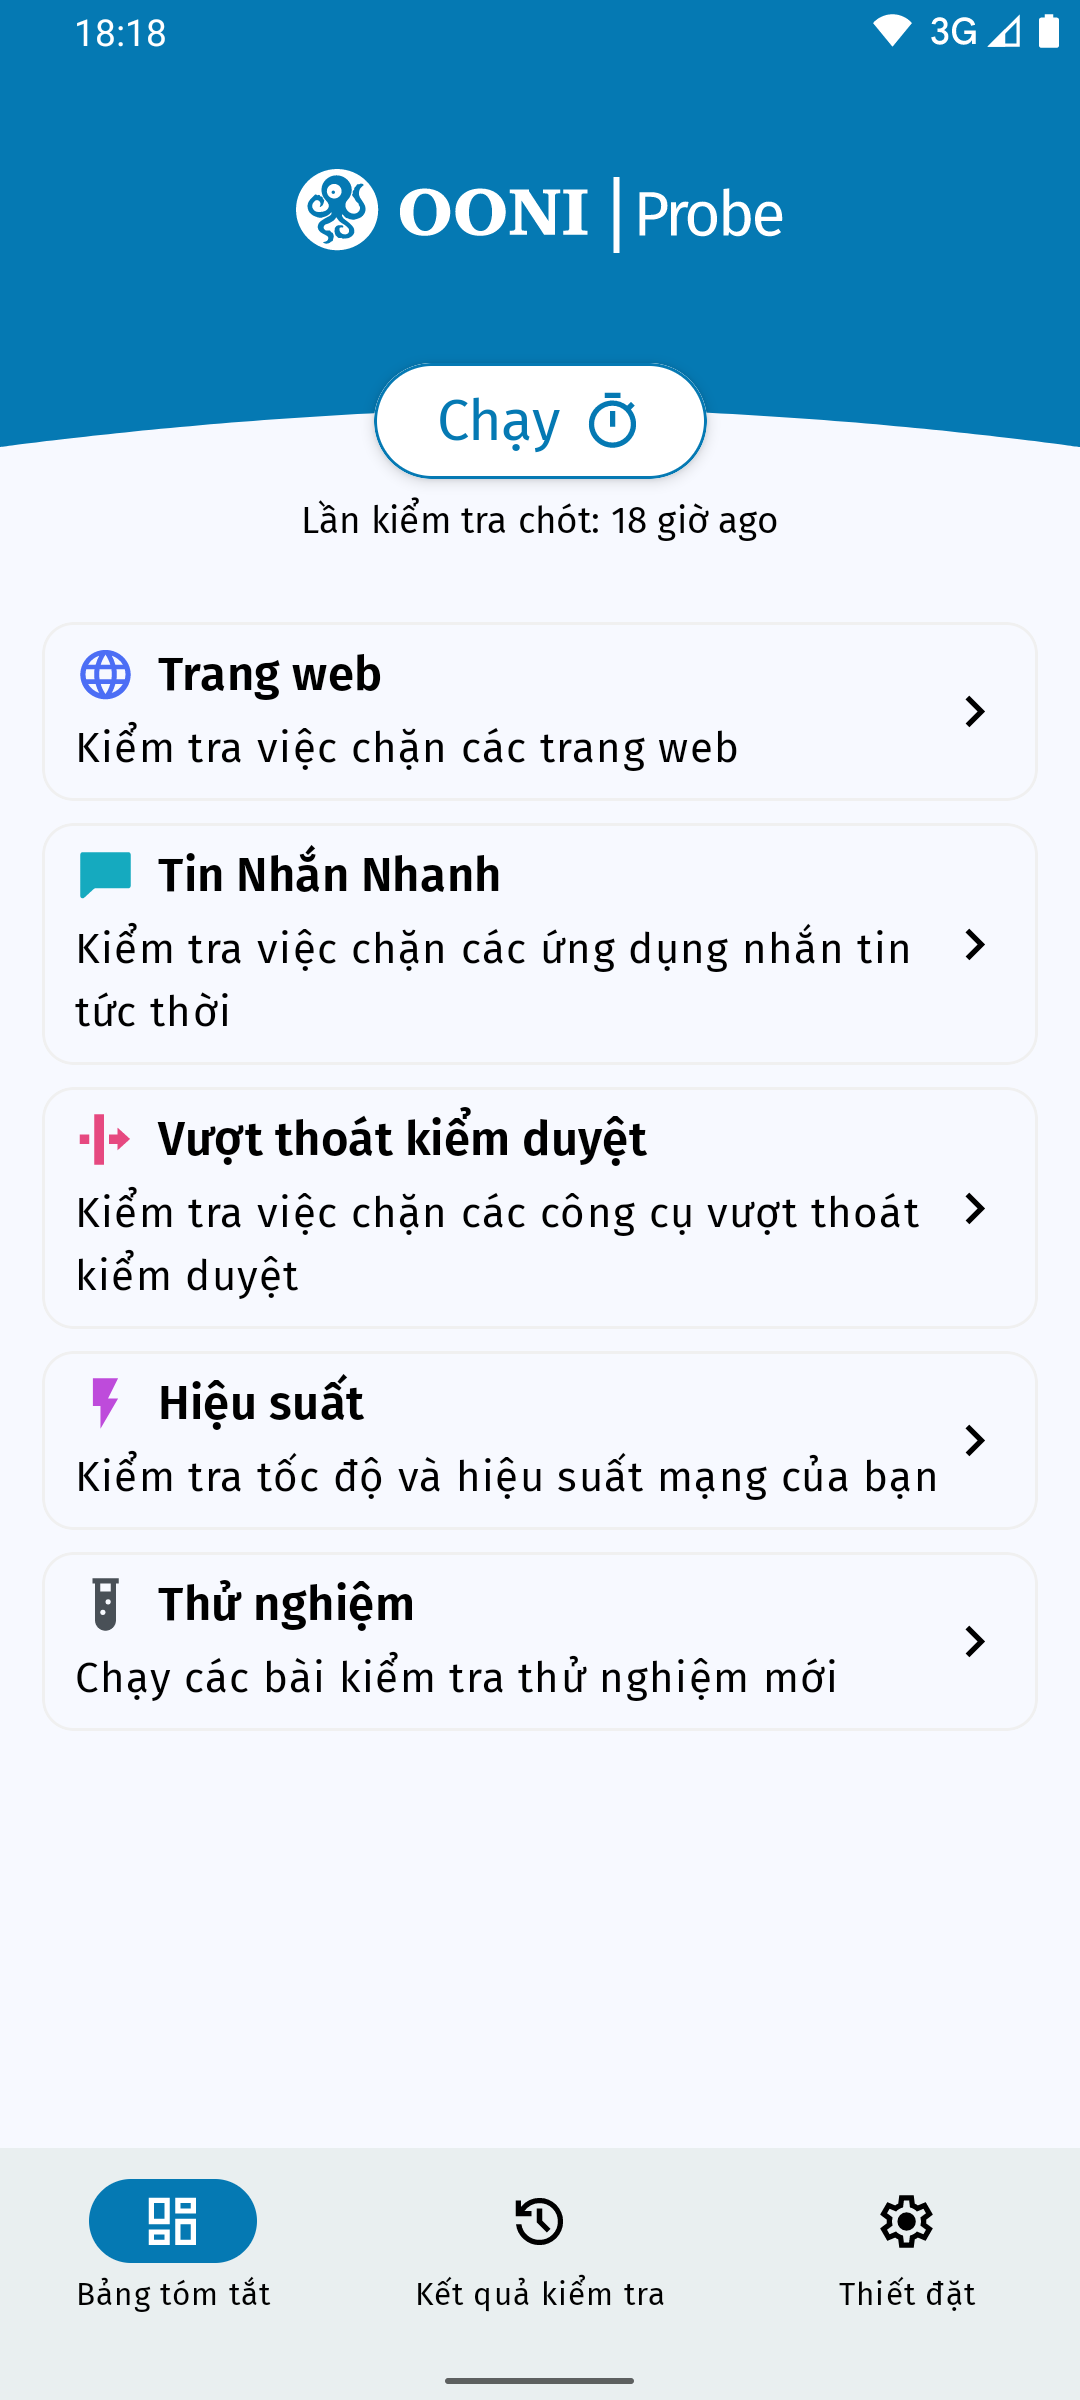 18:18
3G
OONI | Probe
Chạy
Lần kiểm tra chót: 18 giờ ago
Trang web
Kiểm tra việc chặn các trang web
Tin Nhắn Nhanh
Kiểm tra việc chặn các ứng dụng nhắn tin
tức thời
Vượt thoát kiểm duyệt
Kiểm tra việc chặn các công cụ vượt thoát
kiểm duyệt
Hiệu suất
Kiểm tra tốc độ và hiệu suất mạng của bạn
Thử nghiệm
Chạy các bài kiểm tra thử nghiệm mới
Bảng tóm tắt
Kết quả kiểm tra
Thiết đặt